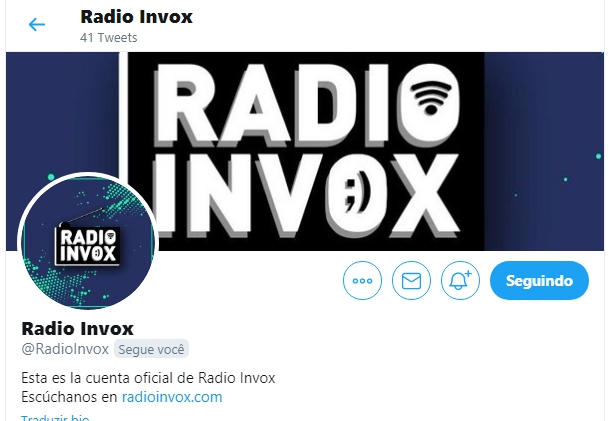 Radio Invox
41 Tweets
RADIO
INVOX
RADIO
INVOX
Seguindo
Radio Invox
@RadioInvox Segue você
Esta es la cuenta oficial de Radio Invox
Escúchanos en radioinvox.com
Traduzir bio